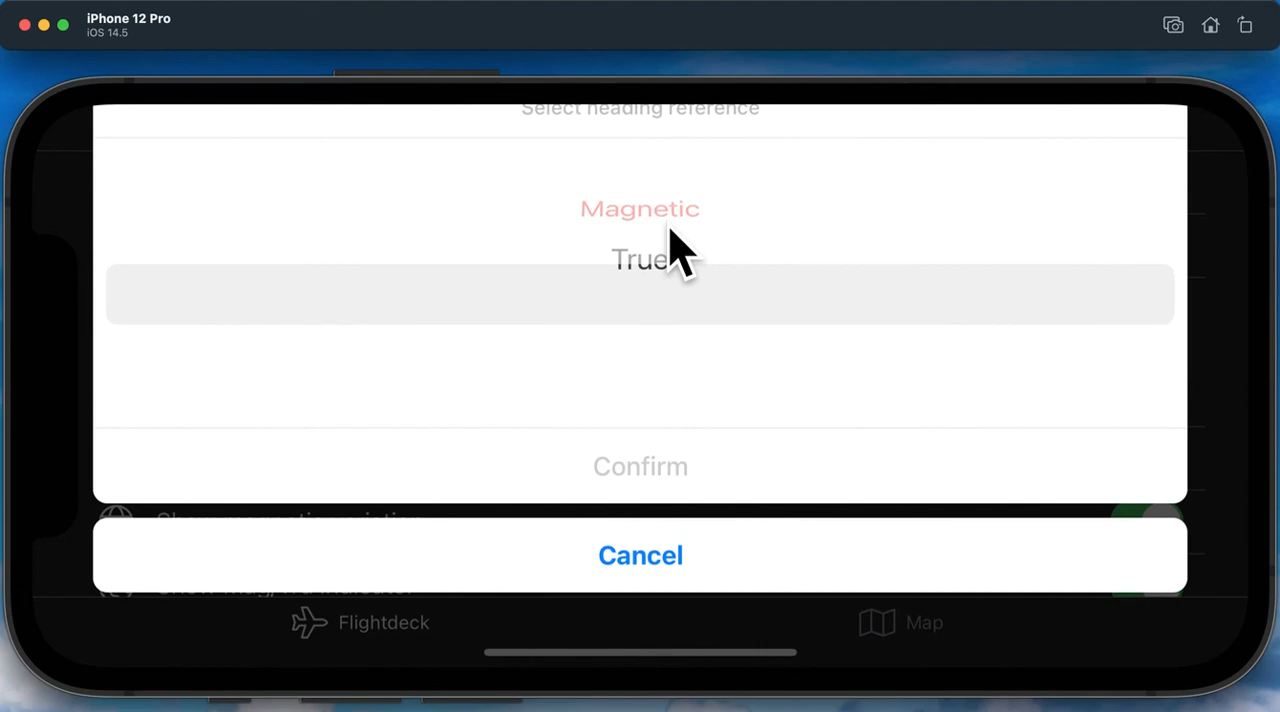 iPhone 12 Pro
iOS 14.5
Select heading reference
Magnetic
True
Confirm
Cancel
Flightdeck
Map